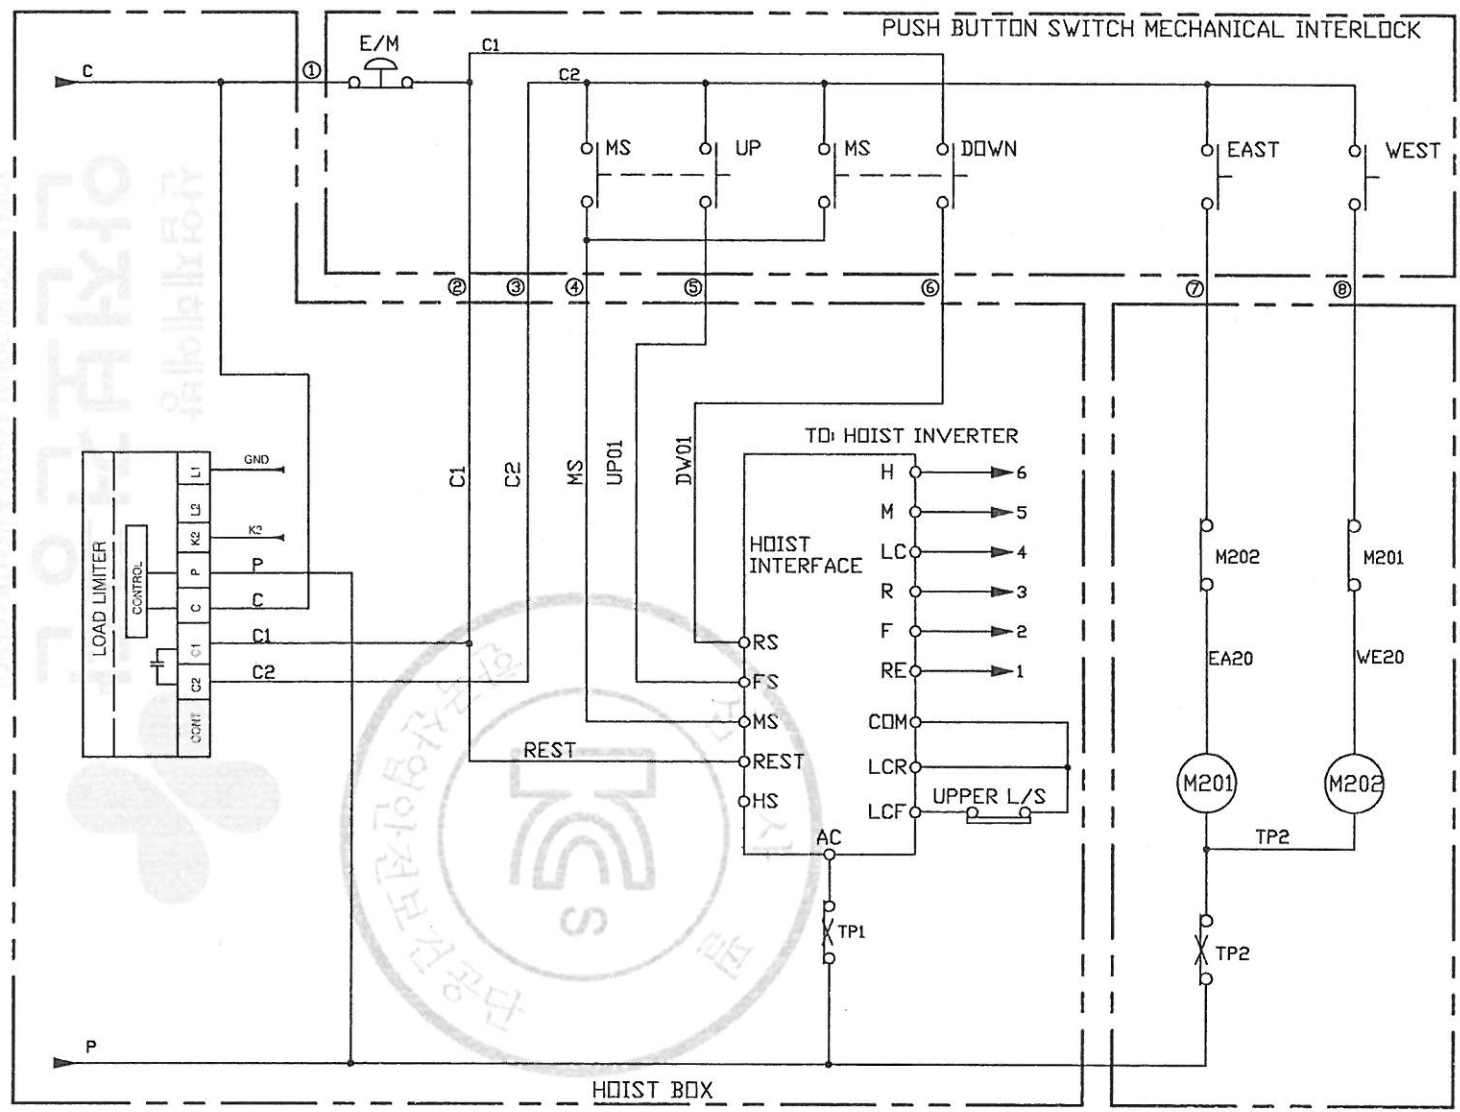 PUSH BUTTON SWITCH MECHANICAL INTERLOCK
E/M
C1
C
①
C2
MS
UP
MS
DOWN
EAST
WEST
②
③
④
⑤
⑥
⑦
⑧
TO: HOIST INVERTER
C1
C2
MS
UP01
DW01
HOIST
INTERFACE
H
6
M
5
LC
4
R
3
F
2
RE
1
COM
LCR
LCF
UPPER L/S
RS
FS
MS
REST
REST
HS
AC
TP1
LOAD LIMITER
CONTROL
L1
GND
L2
K2
K2
P
P
C
C
C1
C1
C2
C2
CONT
M202
M201
EA20
WE20
M201
M202
TP2
TP2
P
HOIST BOX
S